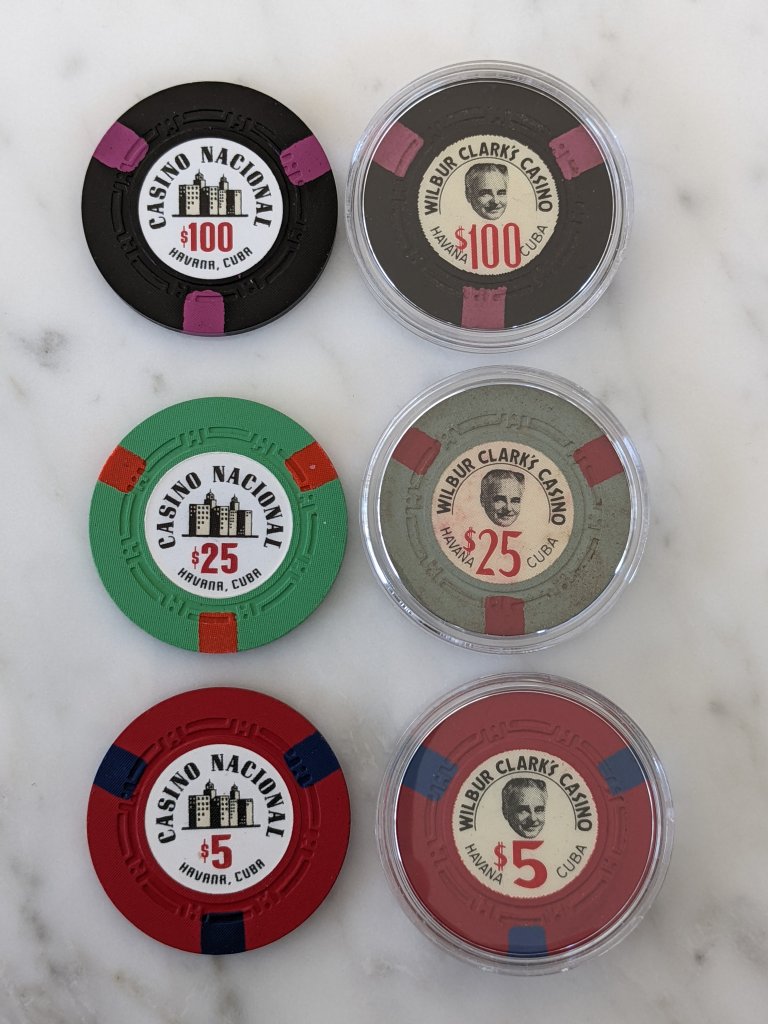 CASINO NACIONAL
$100
HAVANA, CUBA
WILBUR CLARK'S CASINO
$100
HAVANA CUBA
CASINO NACIONAL
$25
HAVANA, CUBA
WILBUR CLARK'S CASINO
$25
HAVANA CUBA
CASINO NACIONAL
$5
HAVANA, CUBA
WILBUR CLARK'S CASINO
$5
HAVANA CUBA